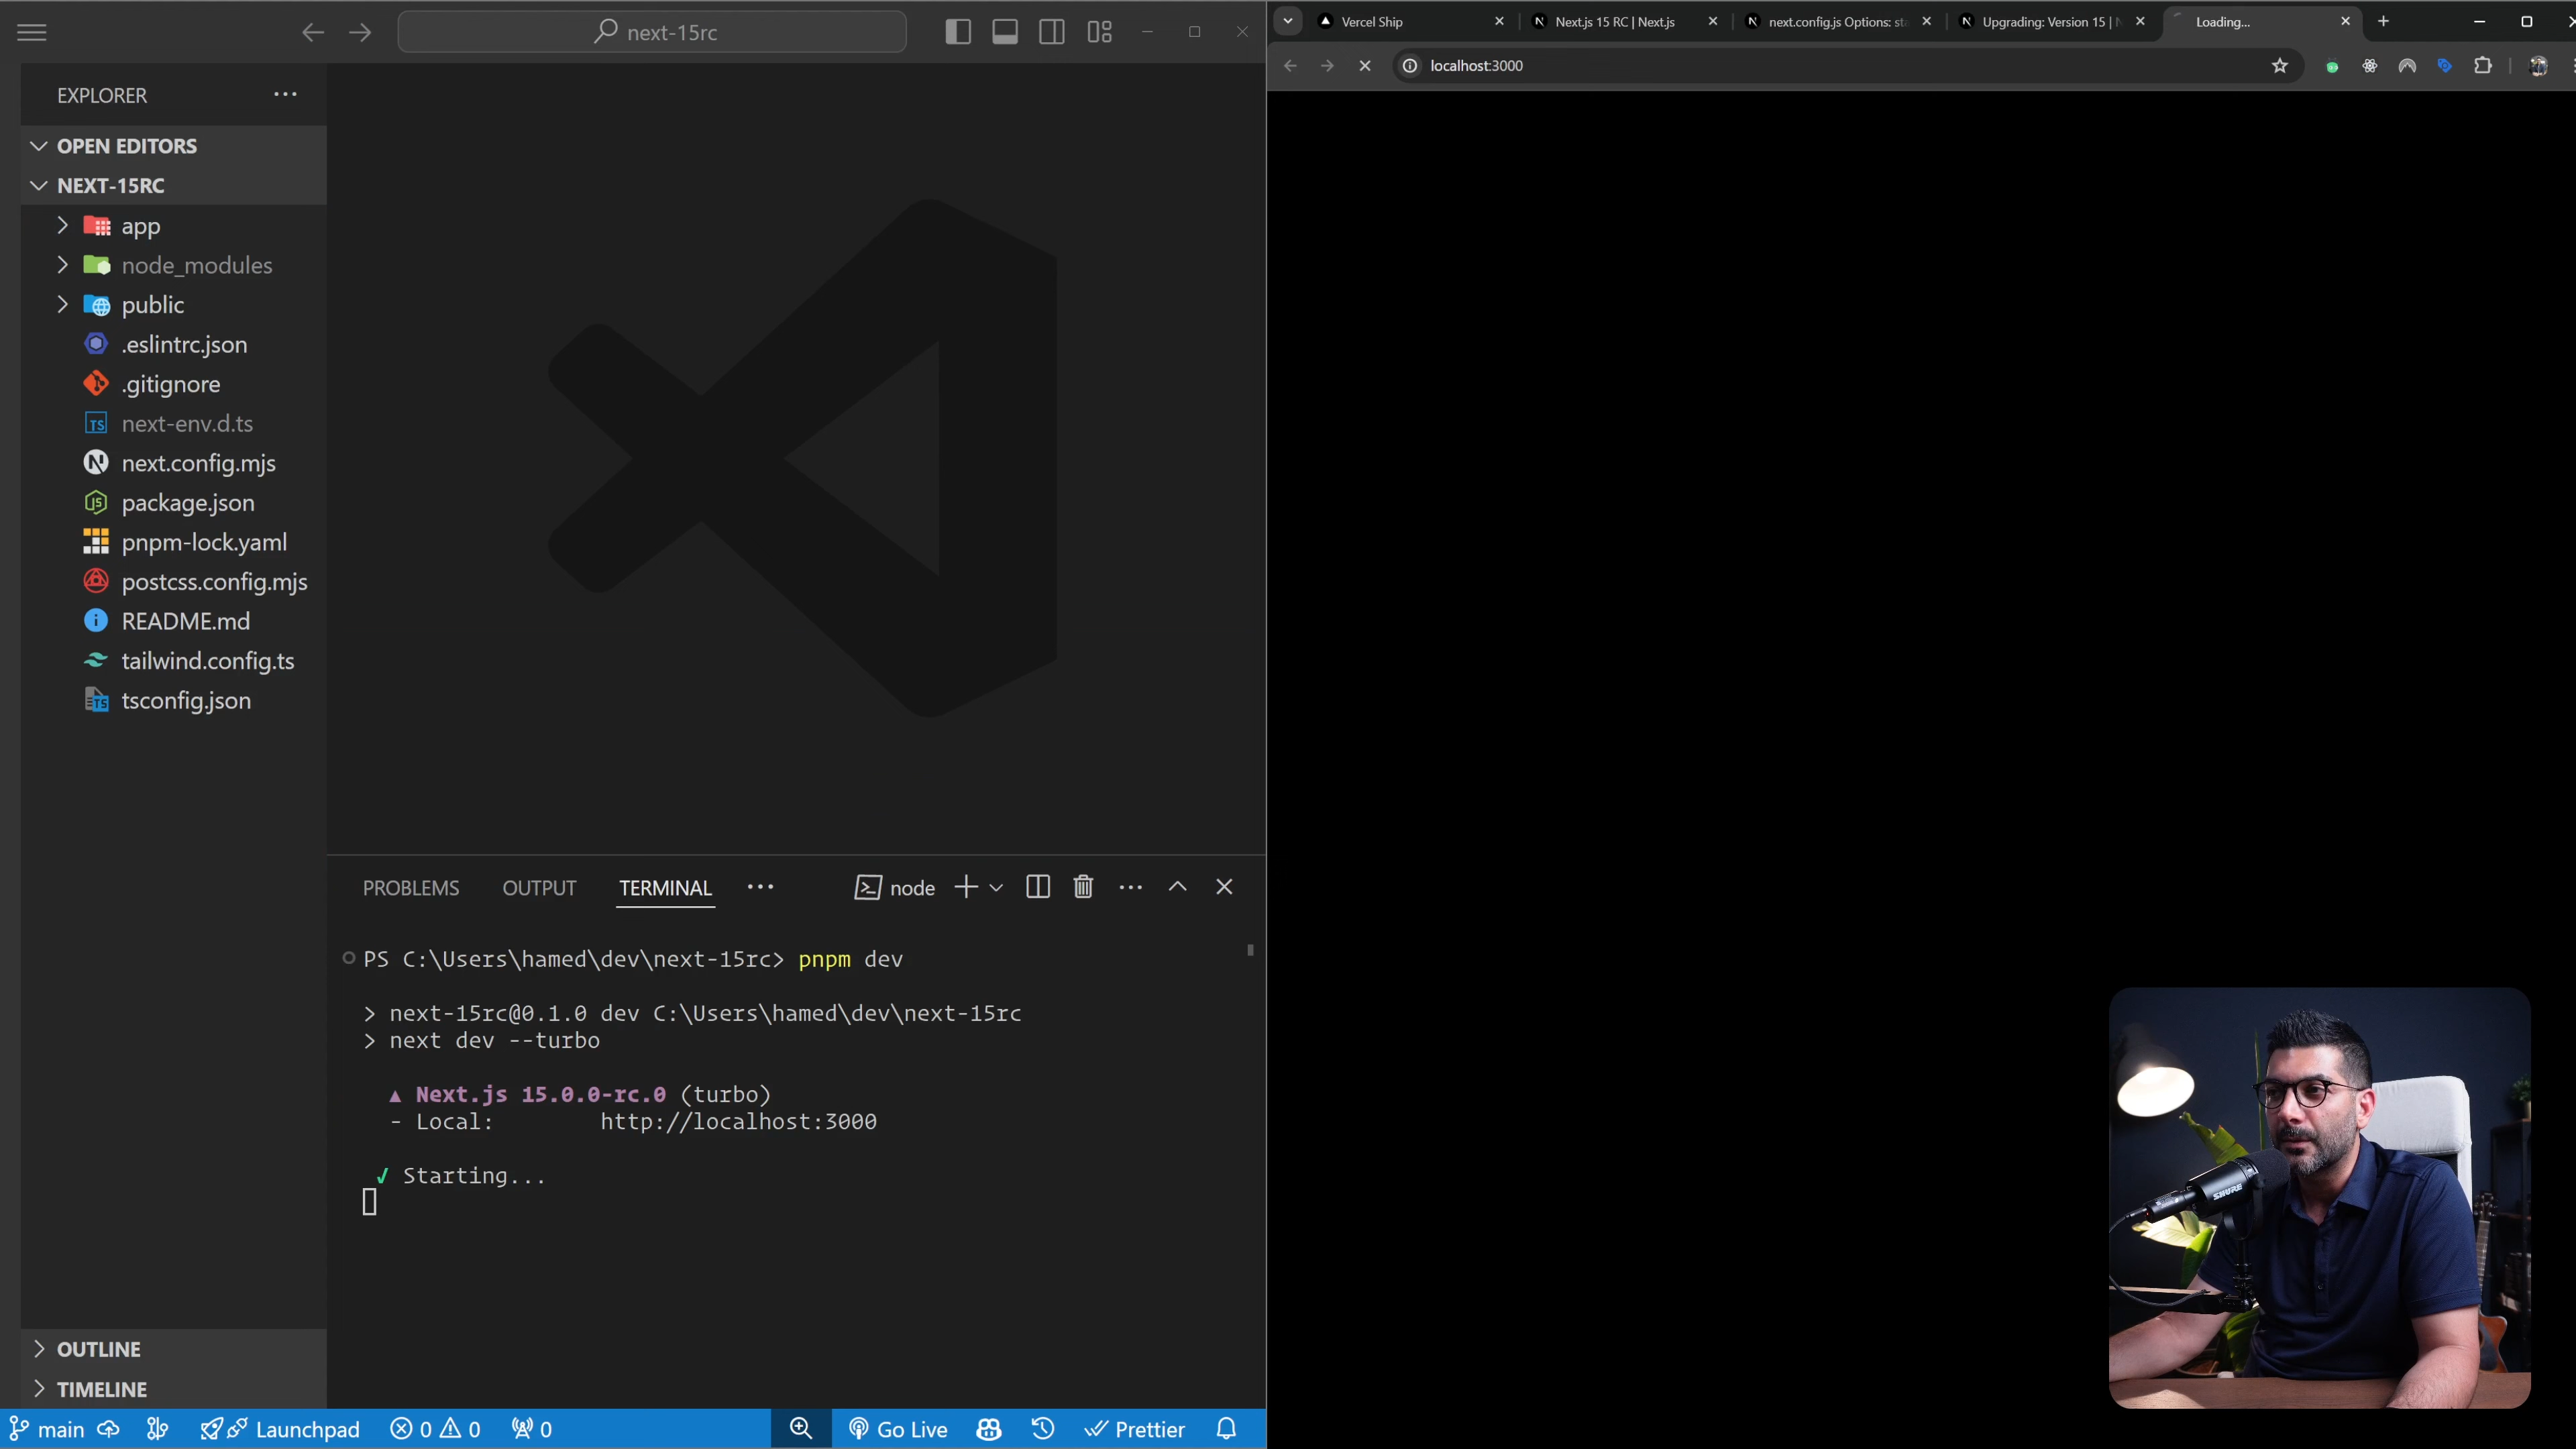 next-15rc
EXPLORER
OPEN EDITORS
NEXT-15RC
app
node_modules
public
.eslintrc.json
.gitignore
next-env.d.ts
next.config.mjs
package.json
pnpm-lock.yaml
postcss.config.mjs
README.md
tailwind.config.ts
tsconfig.json
OUTLINE
TIMELINE
PROBLEMS OUTPUT TERMINAL
node
PS C:\Users\hamed\dev\next-15rc> pnpm dev
> next-15rc@0.1.0 dev C:\Users\hamed\dev\next-15rc
> next dev --turbo
▲ Next.js 15.0.0-rc.0 (turbo)
- Local: http://localhost:3000
✓ Starting...
main Launchpad 0 0 0 Go Live Prettier
Vercel Ship Next.js 15 RC | Next.js next.config.js Options: sta Upgrading: Version 15 | N Loading...
localhost:3000
SHURE